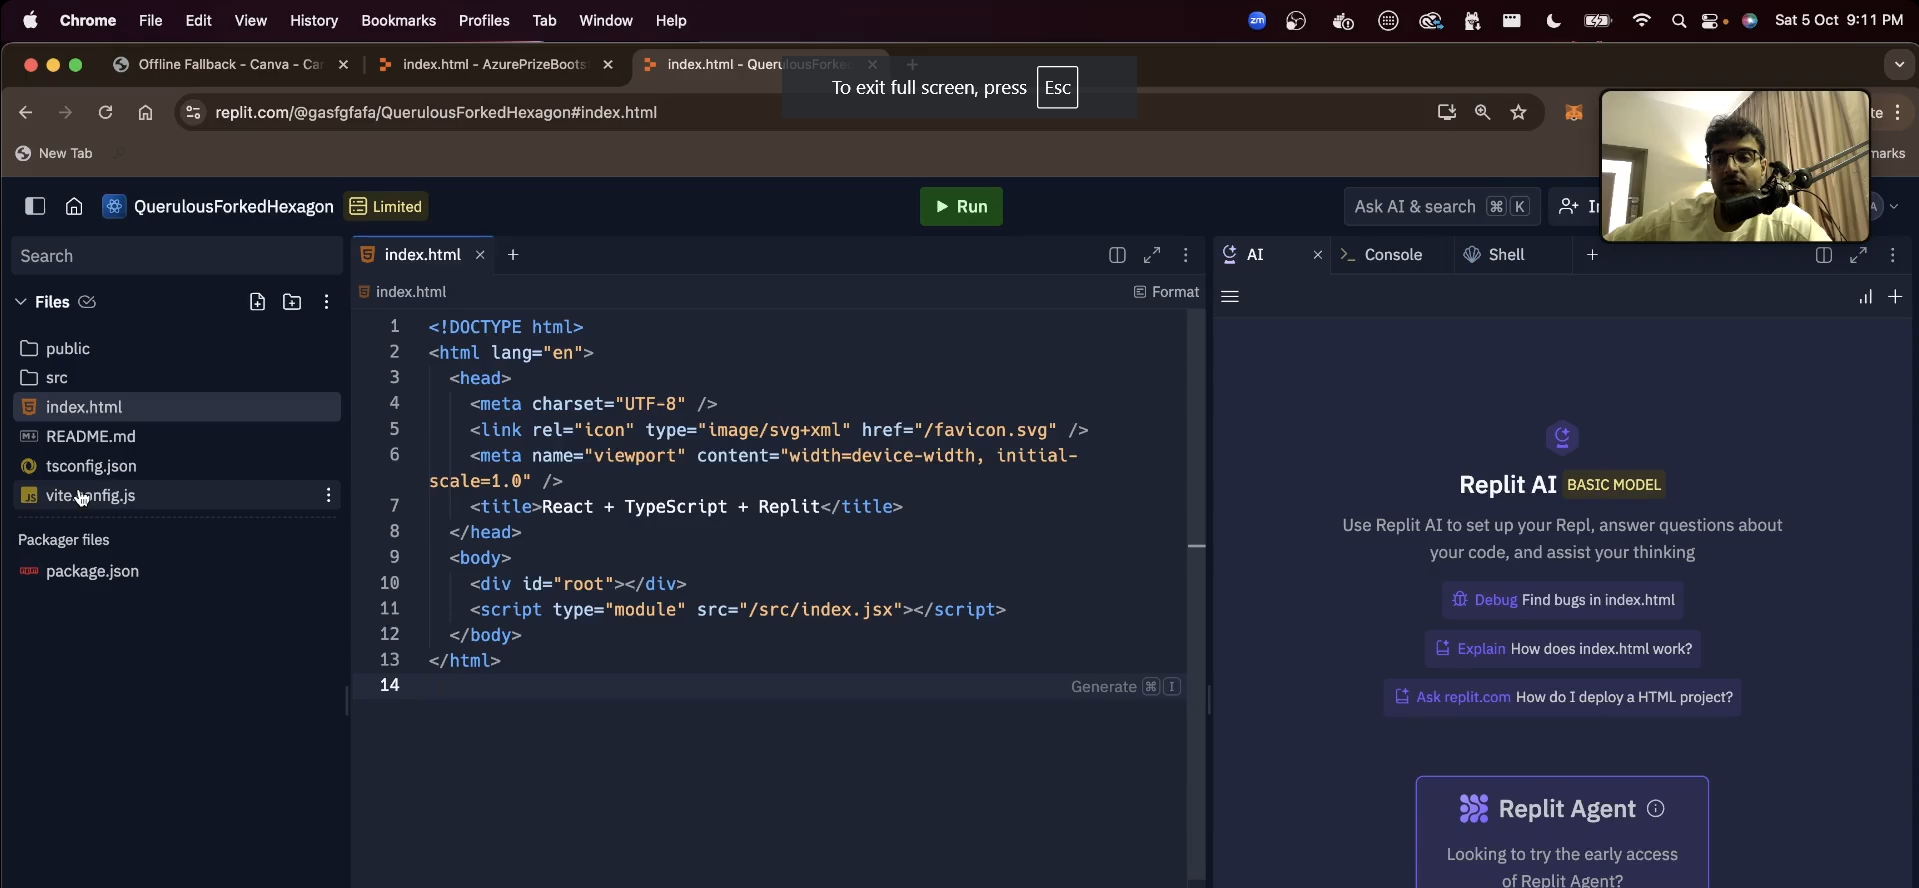 Chrome File Edit View History Bookmarks Profiles Tab Window Help
zm
Sat 5 Oct 9:11 PM
Offline Fallback - Canva - Ca
index.html - AzurePrizeBoots
index.html - QuerulousForke
To exit full screen, press Esc
replit.com/@gasfgfafa/QuerulousForkedHexagon#index.html
New Tab
marks
QuerulousForkedHexagon Limited
Run
Ask AI & search ⌘ K
Search
index.html
AI
Console
Shell
Files
index.html
Format
public
src
index.html
README.md
tsconfig.json
JS vite.config.js
Packager files
package.json
1 <!DOCTYPE html>
2 <html lang="en">
3 <head>
4 <meta charset="UTF-8" />
5 <link rel="icon" type="image/svg+xml" href="/favicon.svg" />
6 <meta name="viewport" content="width=device-width, initial-
scale=1.0" />
7 <title>React + TypeScript + Replit</title>
8 </head>
9 <body>
10 <div id="root"></div>
11 <script type="module" src="/src/index.jsx"></script>
12 </body>
13 </html>
14
Generate ⌘ I
Replit AI BASIC MODEL
Use Replit AI to set up your Repl, answer questions about
your code, and assist your thinking
Debug Find bugs in index.html
Explain How does index.html work?
Ask replit.com How do I deploy a HTML project?
Replit Agent
Looking to try the early access
of Replit Agent?